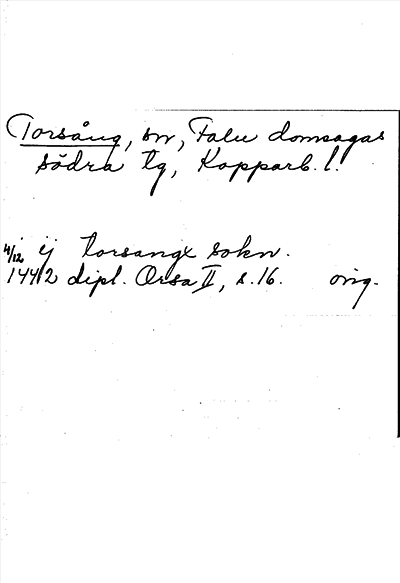 Torsång, sn, Falu domsagas
södra tg, Kopparb. l.
4/12 ij torsangx sokn.
1442 dipl. Orsa II, s. 16. orig.